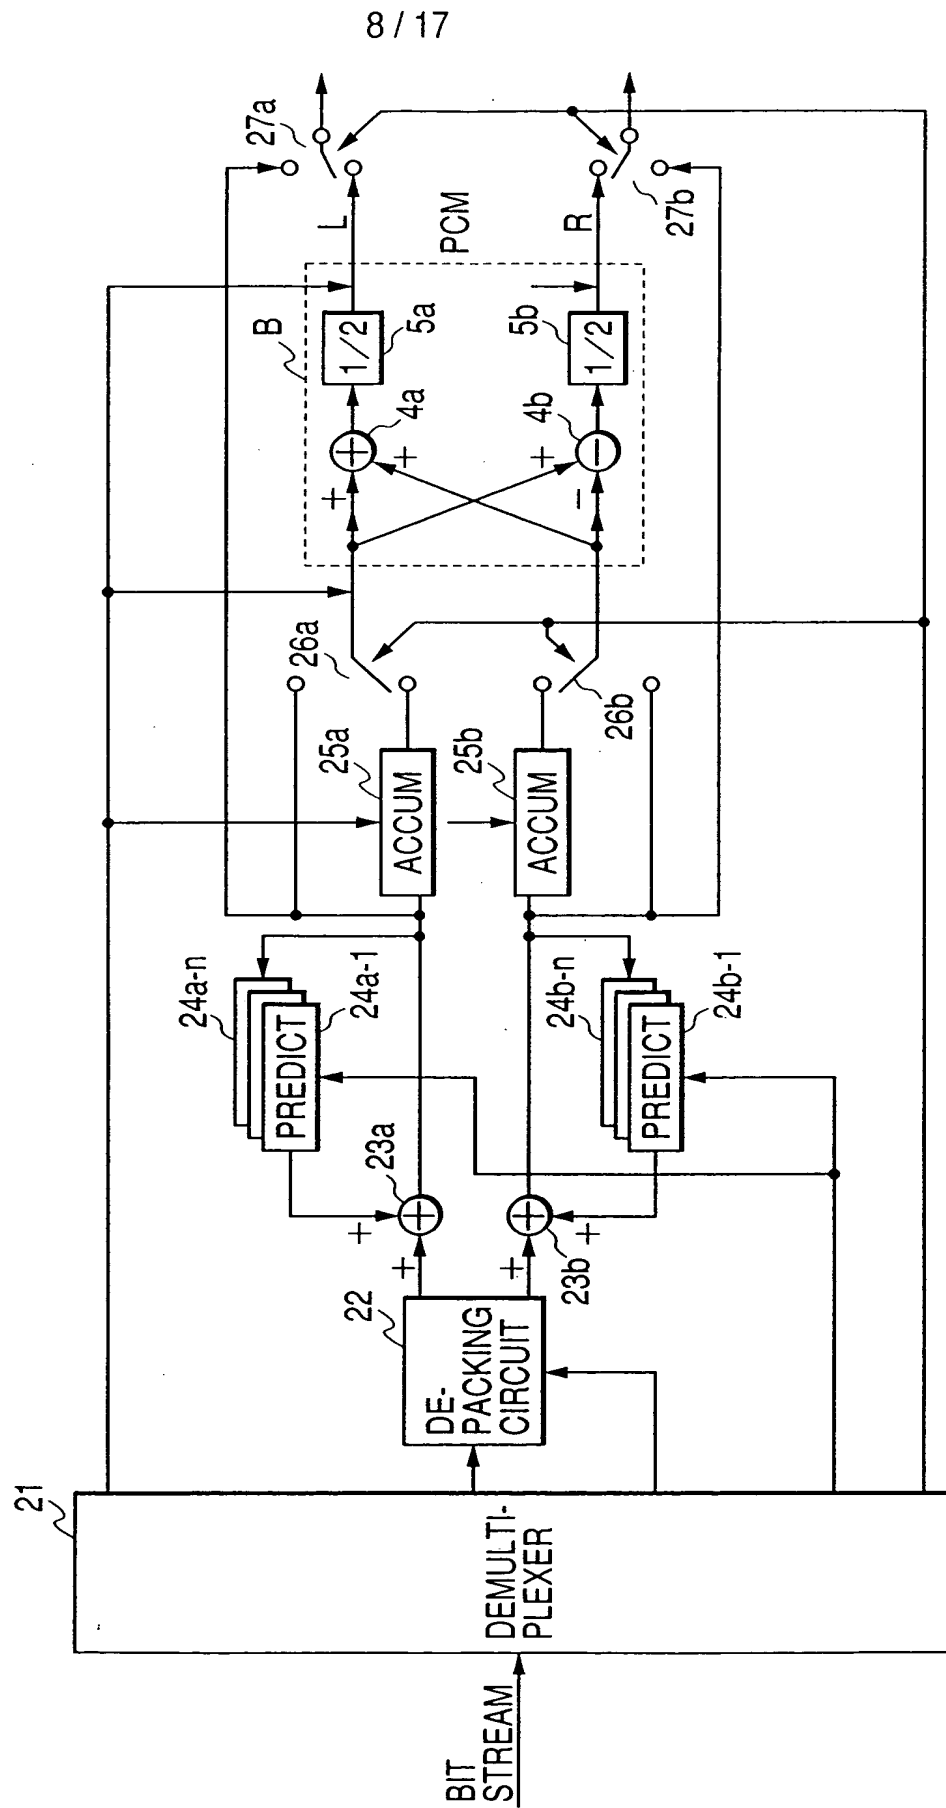 8 / 17
BIT
STREAM
21
DEMULTI-
PLEXER
22
DE-
PACKING
CIRCUIT
+
+
23a
+
+
23b
24a-n
PREDICT
24a-1
24b-n
PREDICT
24b-1
25a
ACCUM
25b
ACCUM
26a
26b
B
+
+
4a
+
-
4b
1/2
5a
1/2
5b
L
PCM
R
27a
27b